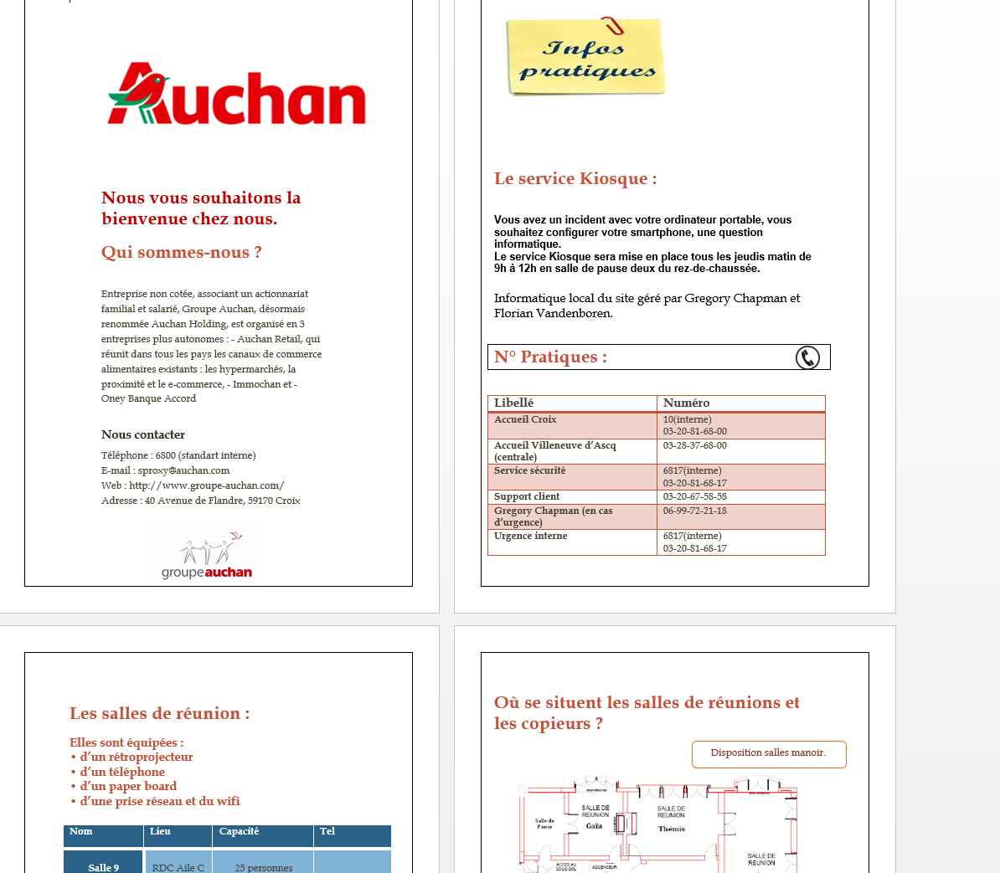 Auchan
Nous vous souhaitons la
bienvenue chez nous.
Qui sommes-nous ?
Entreprise non cotée, associant un actionnariat
familial et salarié, Groupe Auchan, désormais
renommée Auchan Holding, est organisé en 3
entreprises plus autonomes : - Auchan Retail, qui
réunit dans tous les pays les canaux de commerce
alimentaires existants : les hypermarchés, la
proximité et le e-commerce, - Immochan et -
Oney Banque Accord
Nous contacter
Téléphone : 6800 (standart interne)
E-mail : sproxy@auchan.com
Web : http://www.groupe-auchan.com/
Adresse : 40 Avenue de Flandre, 59170 Croix
groupe auchan
Infos
pratiques
Le service Kiosque :
Vous avez un incident avec votre ordinateur portable, vous
souhaitez configurer votre smartphone, une question
informatique.
Le service Kiosque sera mise en place tous les jeudis matin de
9h à 12h en salle de pause deux du rez-de-chaussée.
Informatique local du site géré par Gregory Chapman et
Florian Vandenboren.
N° Pratiques :
Libellé Numéro
Accueil Croix 10(interne)
03-20-81-68-00
Accueil Villeneuve d’Ascq 03-28-37-68-00
(centrale)
Service sécurité 6817(interne)
03-20-81-68-17
Support client 03-20-67-58-58
Gregory Chapman (en cas 06-99-72-21-18
d’urgence)
Urgence interne 6817(interne)
03-20-81-68-17
Les salles de réunion :
Elles sont équipées :
• d’un rétroprojecteur
• d’un téléphone
• d’un paper board
• d’une prise réseau et du wifi
Nom Lieu Capacité Tel
Salle 9 RDC Aile C 25 personnes
Où se situent les salles de réunions et
les copieurs ?
Disposition salles manoir.
Salle de
Pause
SALLE DE
REUNION
Gaïa
SALLE DE
REUNION
Thémis
ACCES AU
SOUS-SOL
ASCENSEUR
SALLE DE
REUNION